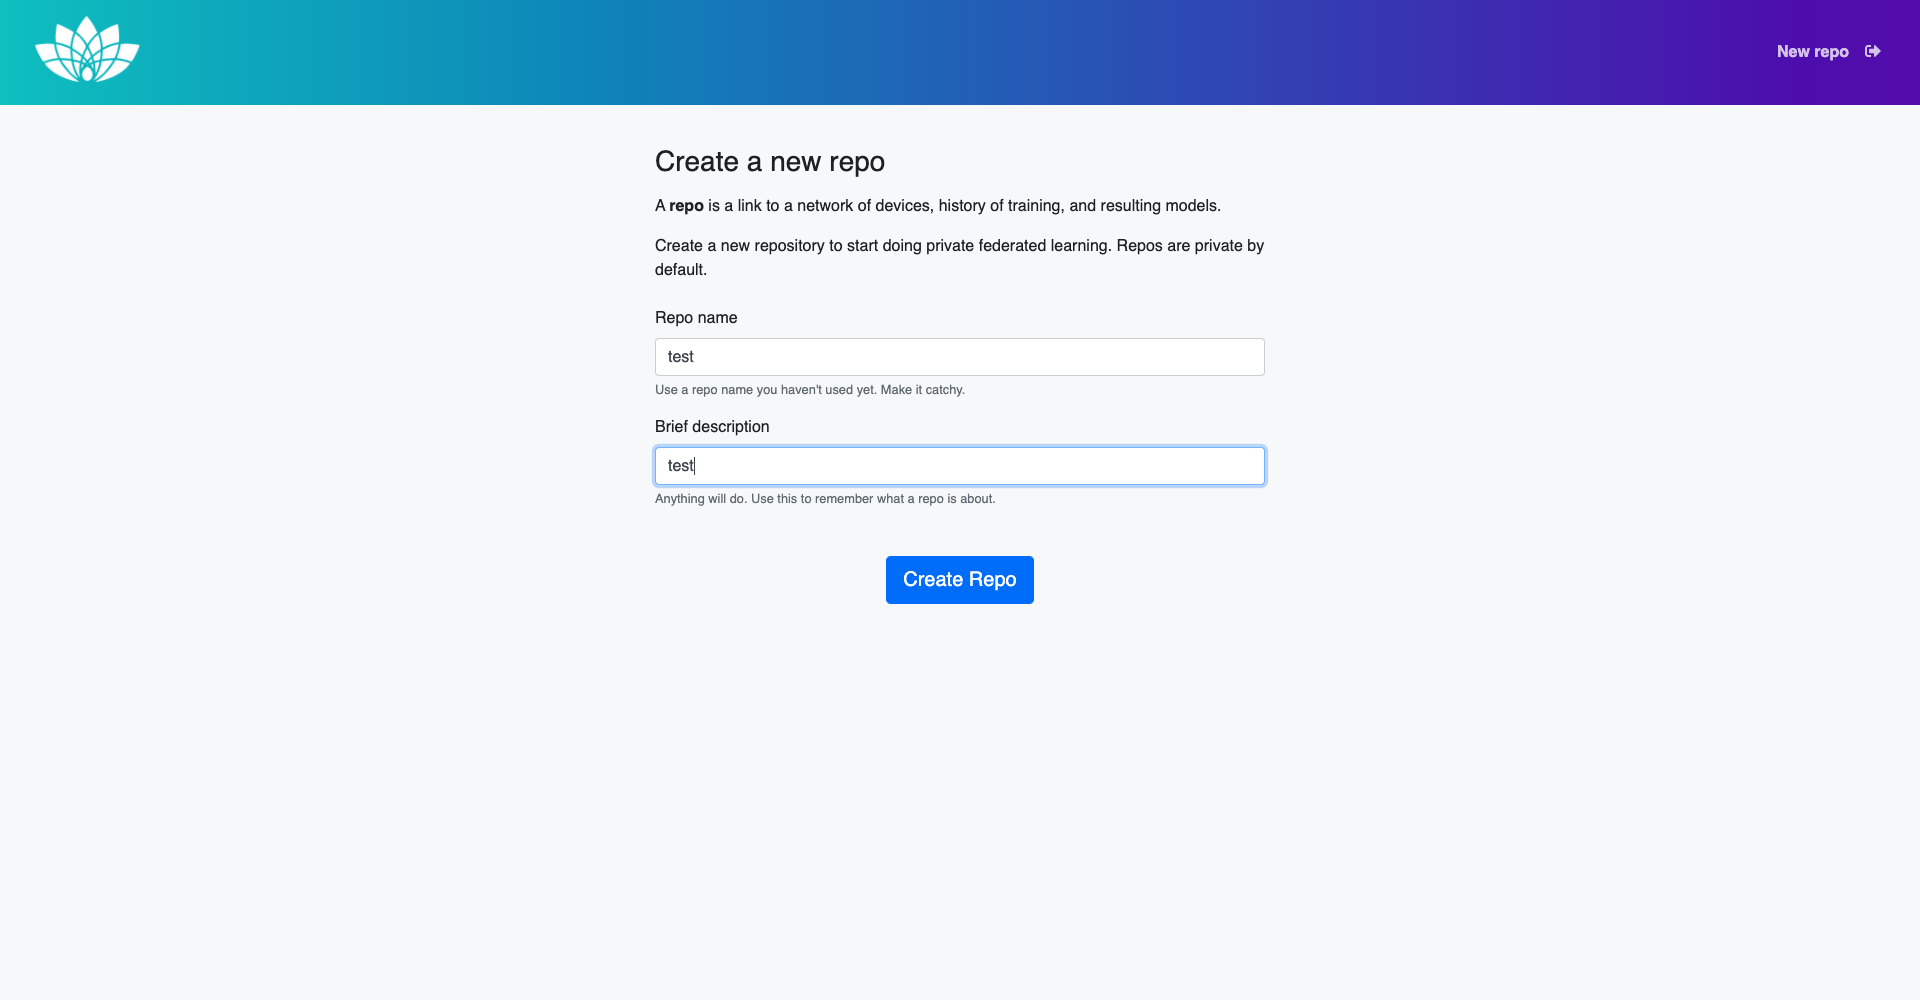 New repo
Create a new repo
A repo is a link to a network of devices, history of training, and resulting models.
Create a new repository to start doing private federated learning. Repos are private by
default.
Repo name
test
Use a repo name you haven't used yet. Make it catchy.
Brief description
test
Anything will do. Use this to remember what a repo is about.
Create Repo